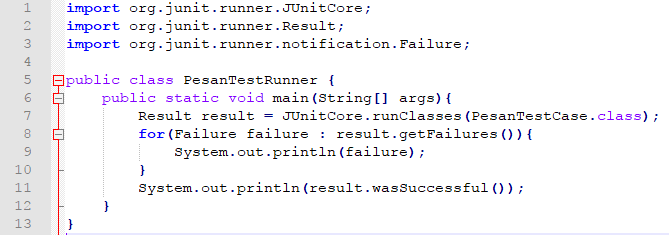 1 import org.junit.runner.JUnitCore;
2 import org.junit.runner.Result;
3 import org.junit.runner.notification.Failure;
4
5 public class PesanTestRunner {
6     public static void main(String[] args){
7         Result result = JUnitCore.runClasses(PesanTestCase.class);
8         for(Failure failure : result.getFailures()){
9             System.out.println(failure);
10         }
11         System.out.println(result.wasSuccessful());
12     }
13 }